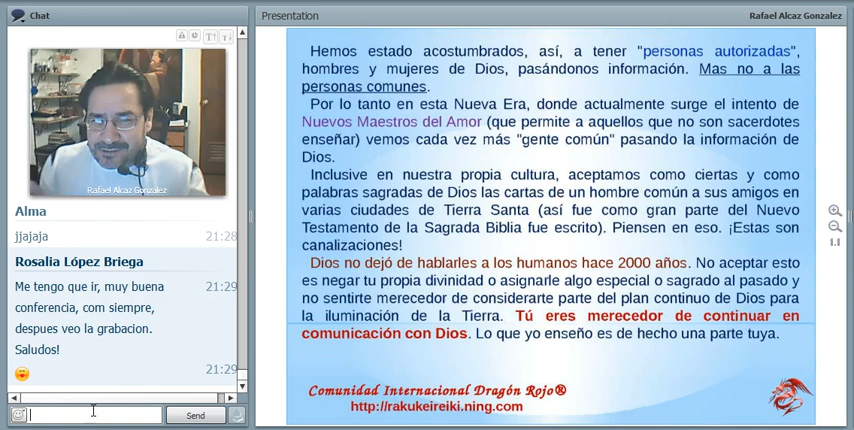 Chat
Rafael Alcaz Gonzalez
Alma
jjajaja 21:28
Rosalia López Briega
Me tengo que ir, muy buena 21:29
conferencia, com siempre,
despues veo la grabacion.
Saludos!
21:29
Send
Presentation
Rafael Alcaz Gonzalez
Hemos estado acostumbrados, así, a tener "personas autorizadas",
hombres y mujeres de Dios, pasándonos información. Mas no a las
personas comunes.
Por lo tanto en esta Nueva Era, donde actualmente surge el intento de
Nuevos Maestros del Amor (que permite a aquellos que no son sacerdotes
enseñar) vemos cada vez más "gente común" pasando la información de
Dios.
Inclusive en nuestra propia cultura, aceptamos como ciertas y como
palabras sagradas de Dios las cartas de un hombre común a sus amigos en
varias ciudades de Tierra Santa (así fue como gran parte del Nuevo
Testamento de la Sagrada Biblia fue escrito). Piensen en eso. ¡Estas son
canalizaciones!
Dios no dejó de hablarles a los humanos hace 2000 años. No aceptar esto
es negar tu propia divinidad o asignarle algo especial o sagrado al pasado y
no sentirte merecedor de considerarte parte del plan continuo de Dios para
la iluminación de la Tierra. Tú eres merecedor de continuar en
comunicación con Dios. Lo que yo enseño es de hecho una parte tuya.
Comunidad Internacional Dragón Rojo®
http://rakukeireiki.ning.com
1.1